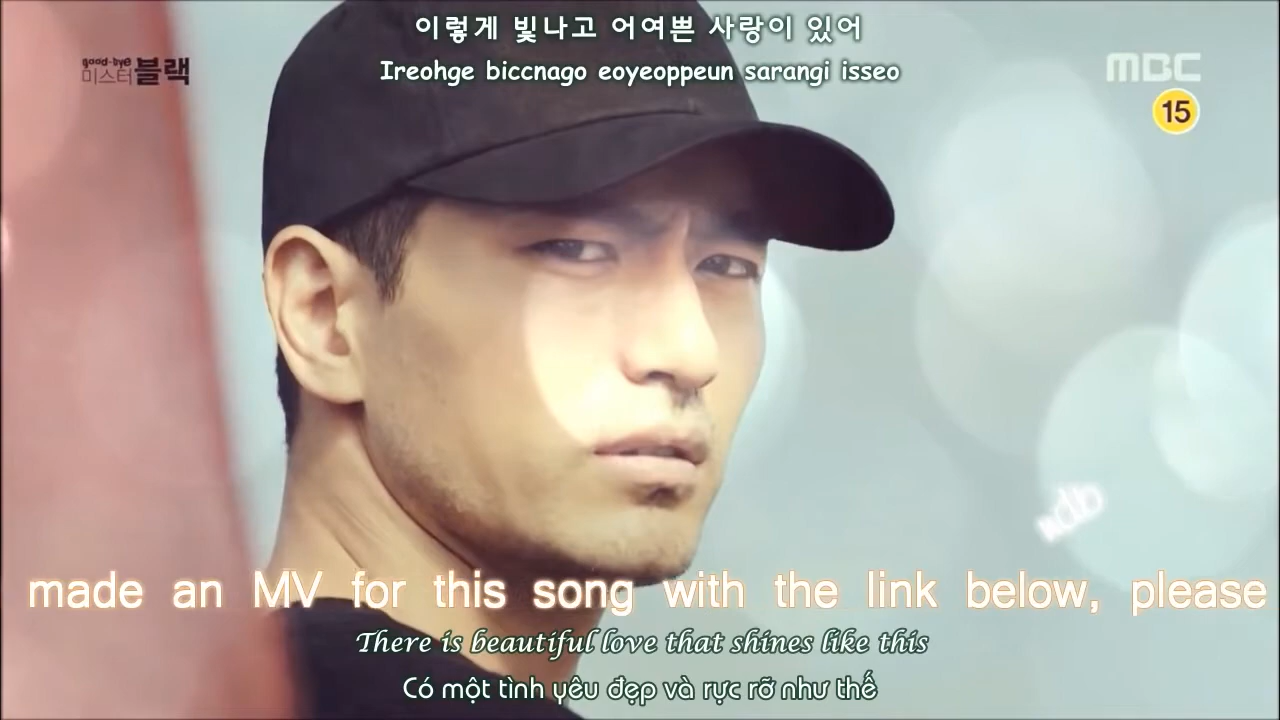 이렇게 빛나고 어여쁜 사랑이 있어
Ireohge biccnago eoyeoppeun sarangi isseo
good-bye
미스터 블랙
MBC
15
made an MV for this song with the link below, please
There is beautiful love that shines like this
Có một tình yêu đẹp và rực rỡ như thế